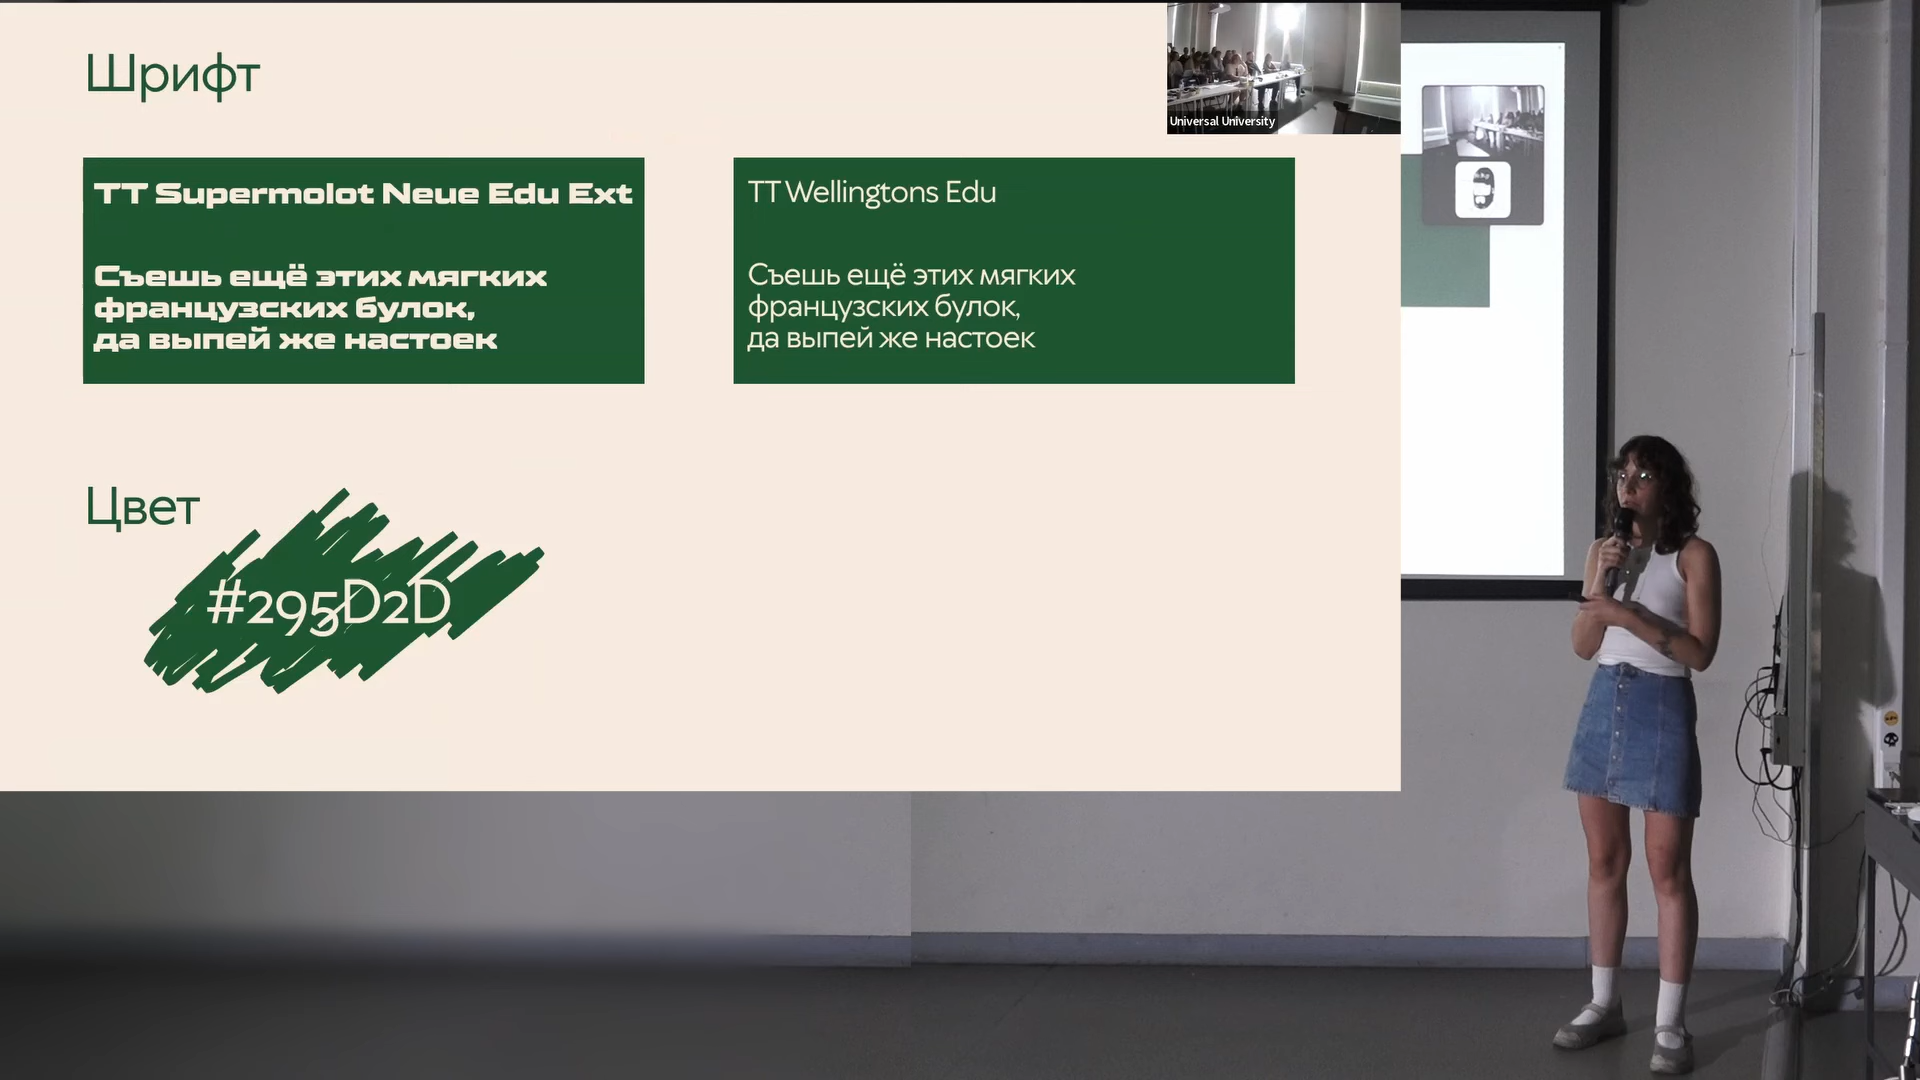 Шрифт
Universal University
TT Supermolot Neue Edu Ext
Съешь ещё этих мягких
французских булок,
да выпей же настоек
TT Wellingtons Edu
Съешь ещё этих мягких
французских булок,
да выпей же настоек
Цвет
#295D2D